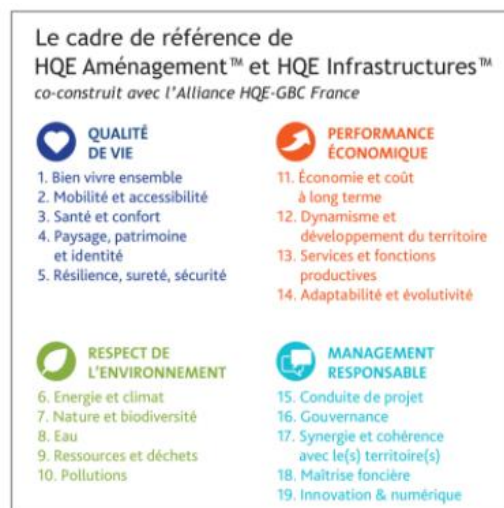 Le cadre de référence de
HQE Aménagement™ et HQE Infrastructures™
co-construit avec l'Alliance HQE-GBC France
QUALITÉ
DE VIE
1. Bien vivre ensemble
2. Mobilité et accessibilité
3. Santé et confort
4. Paysage, patrimoine
et identité
5. Résilience, sureté, sécurité
PERFORMANCE
ÉCONOMIQUE
11. Économie et coût
à long terme
12. Dynamisme et
développement du territoire
13. Services et fonctions
productives
14. Adaptabilité et évolutivité
RESPECT DE
L'ENVIRONNEMENT
6. Energie et climat
7. Nature et biodiversité
8. Eau
9. Ressources et déchets
10. Pollutions
MANAGEMENT
RESPONSABLE
15. Conduite de projet
16. Gouvernance
17. Synergie et cohérence
avec le(s) territoire(s)
18. Maîtrise foncière
19. Innovation & numérique